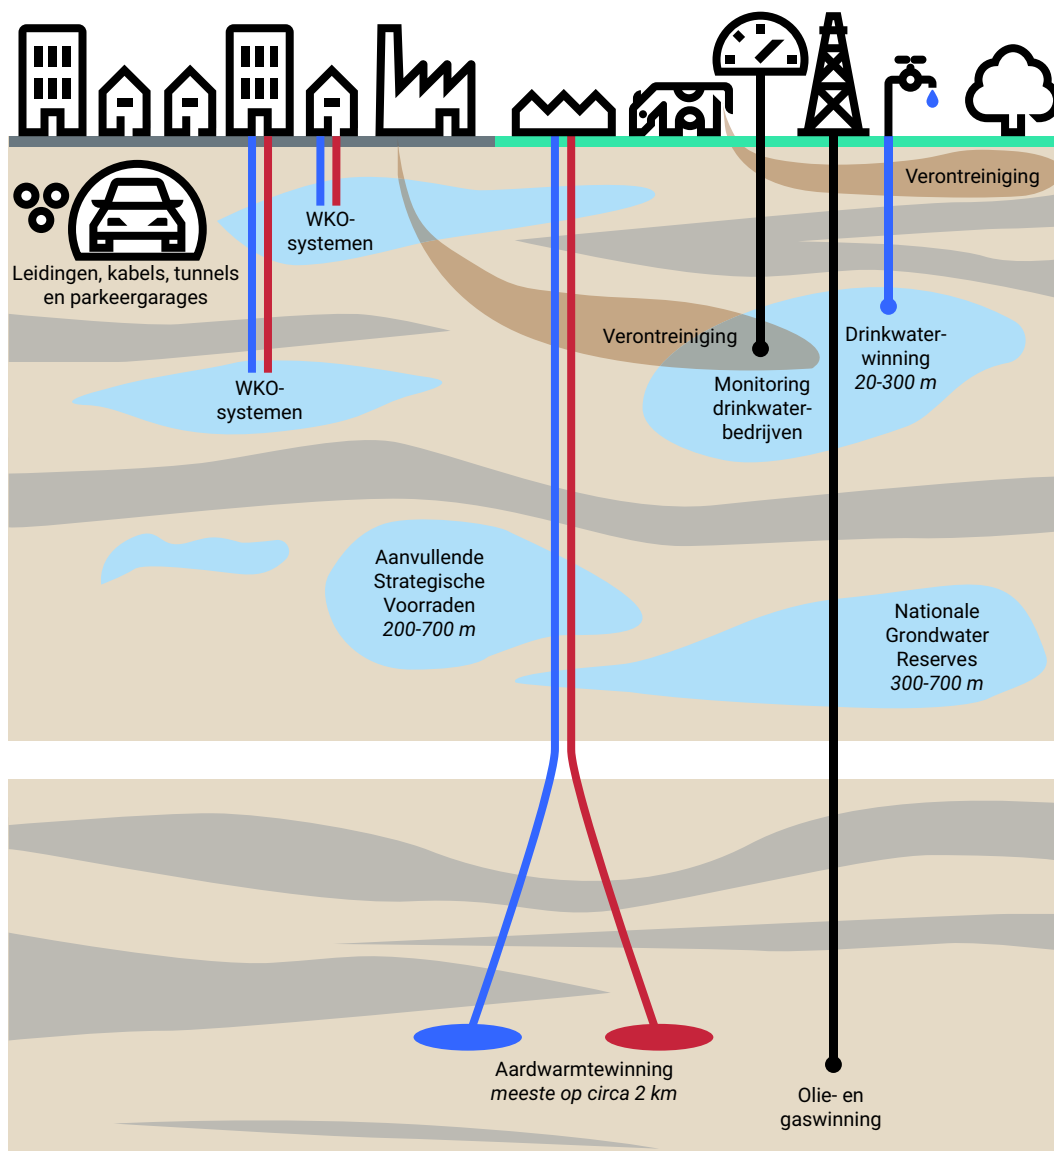 Verontreiniging
WKO-
systemen
Leidingen, kabels, tunnels
en parkeergarages
Verontreiniging
Drinkwater-
winning
20-300 m
WKO-
systemen
Monitoring
drinkwater-
bedrijven
Aanvullende
Strategische
Voorraden
200-700 m
Nationale
Grondwater
Reserves
300-700 m
Aardwarmtewinning
meeste op circa 2 km
Olie- en
gaswinning